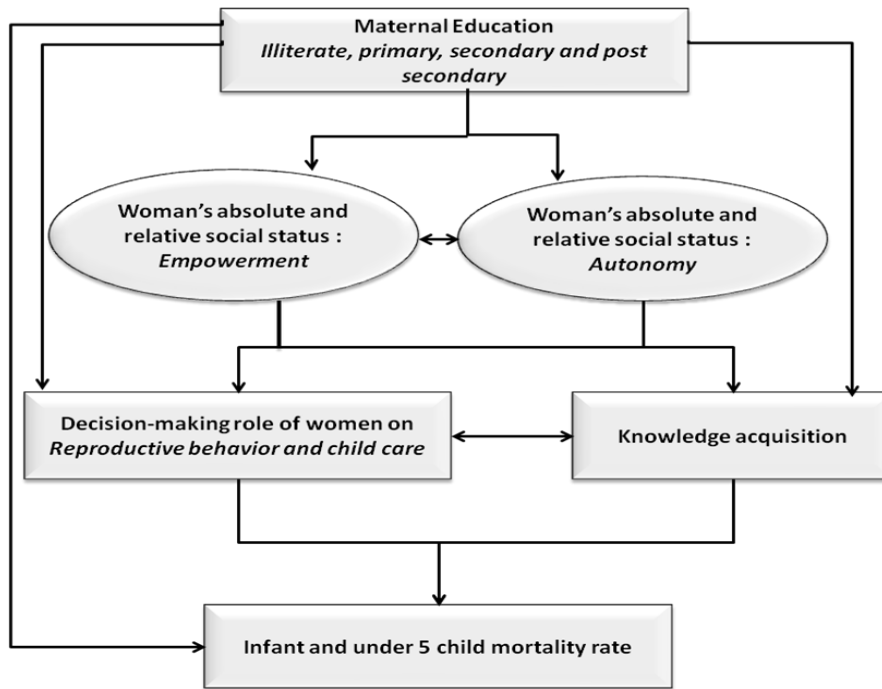 Maternal Education
Illiterate, primary, secondary and post
secondary
Woman's absolute and
relative social status :
Empowerment
Woman's absolute and
relative social status :
Autonomy
Decision-making role of women on
Reproductive behavior and child care
Knowledge acquisition
Infant and under 5 child mortality rate